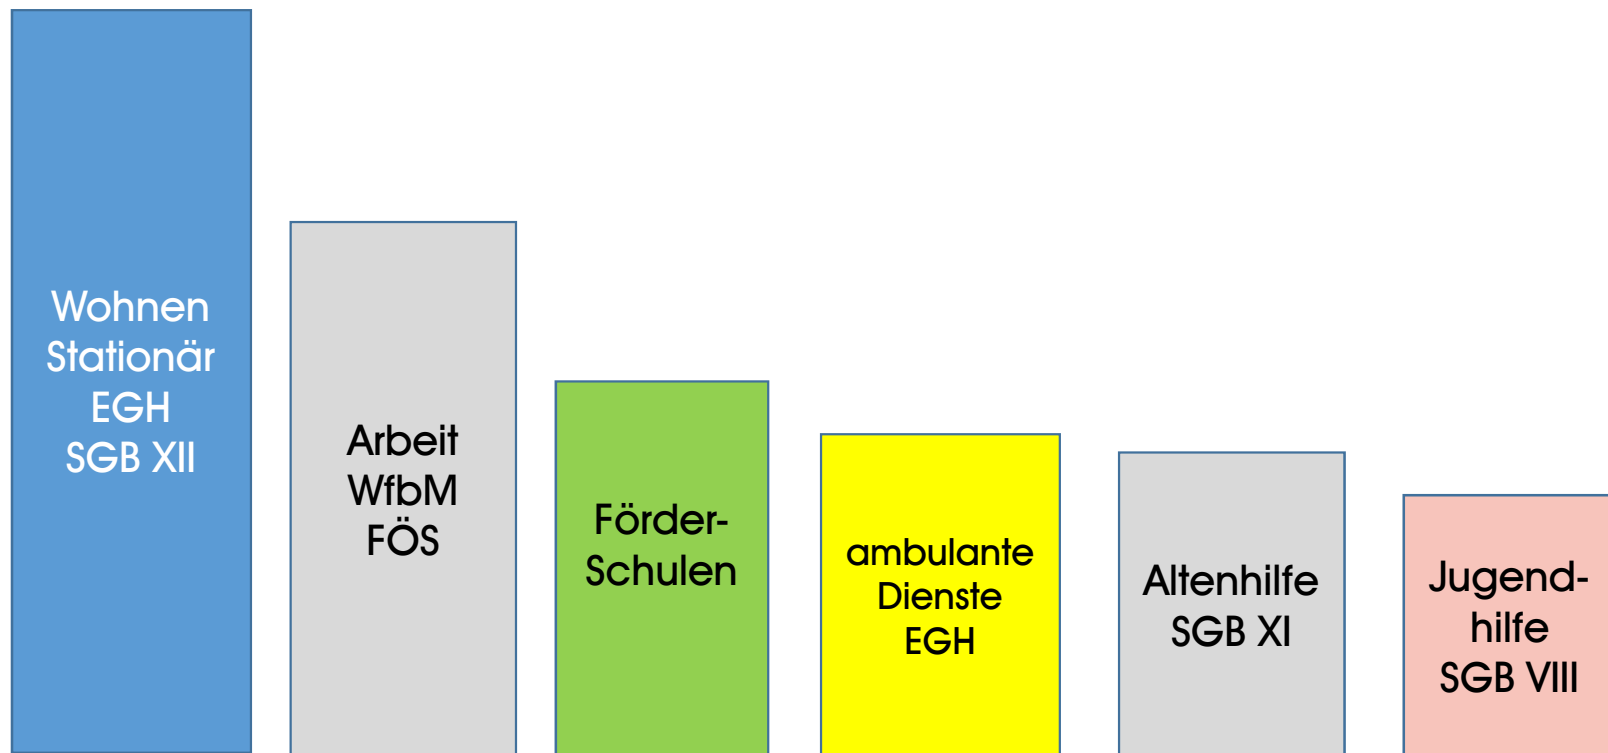 Wohnen
Stationär
EGH
SGB XII
Arbeit
WfbM
FÖS
Förder-
Schulen
ambulante
Dienste
EGH
Altenhilfe
SGB XI
Jugend-
hilfe
SGB VIII